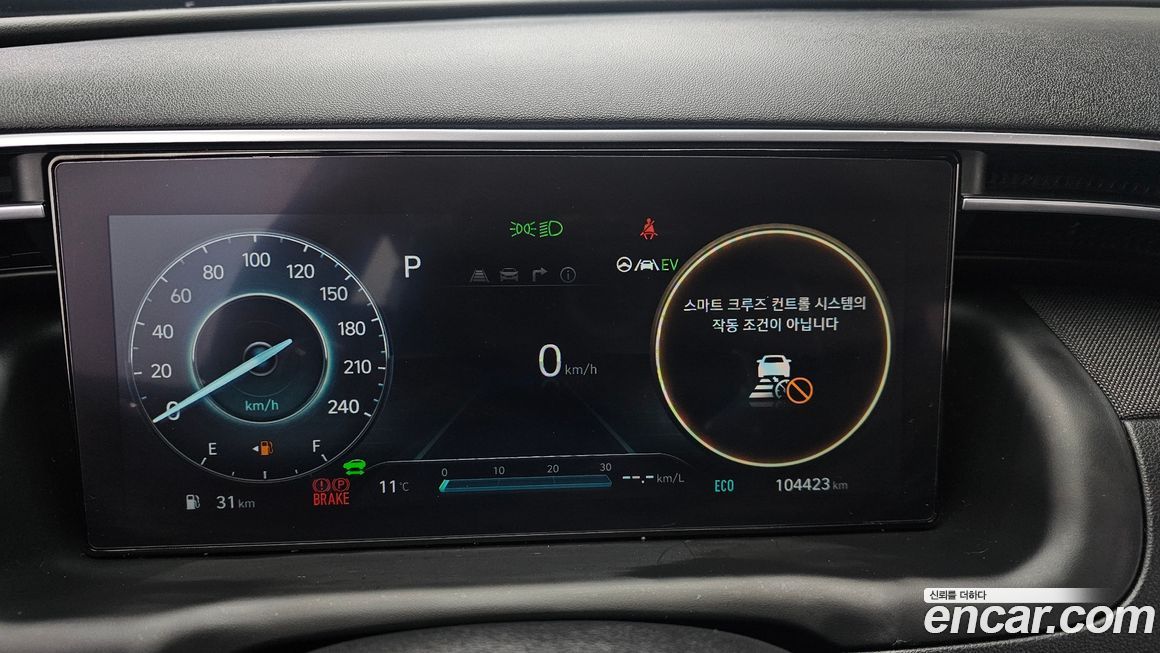 100
80
120
60
150
40
180
20
210
0
240
km/h
E
F
31 km
BRAKE
P
EV
0 km/h
11 ℃
0 10 20 30
--.- km/L
스마트 크루즈 컨트롤 시스템의
작동 조건이 아닙니다
ECO
104423 km
신뢰를 더하다
encar.com